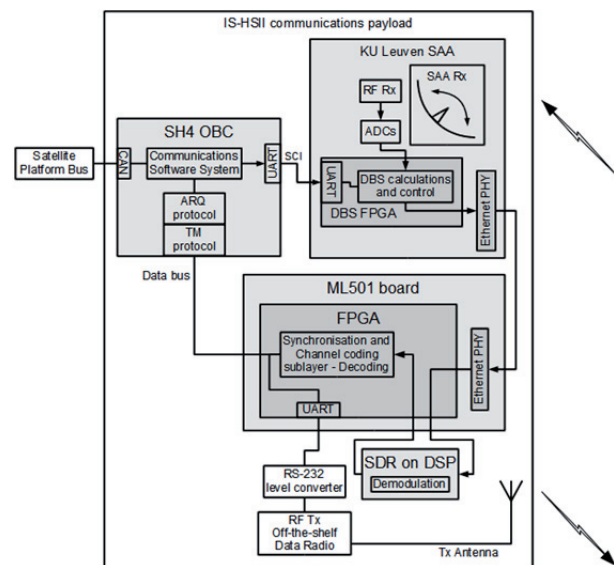 IS-HSII communications payload
KU Leuven SAA
SAA Rx
RF Rx
ADCs
SH4 OBC
Satellite
Platform Bus
CAN
Communications
Software System
UART
SCI
UART
DBS calculations
and control
DBS FPGA
Ethernet PHY
ARQ
protocol
TM
protocol
Data bus
ML501 board
FPGA
Synchronisation and
Channel coding
sublayer - Decoding
Ethernet PHY
UART
SDR on DSP
Demodulation
RS-232
level converter
RF Tx
Off-the-shelf
Data Radio
Tx Antenna